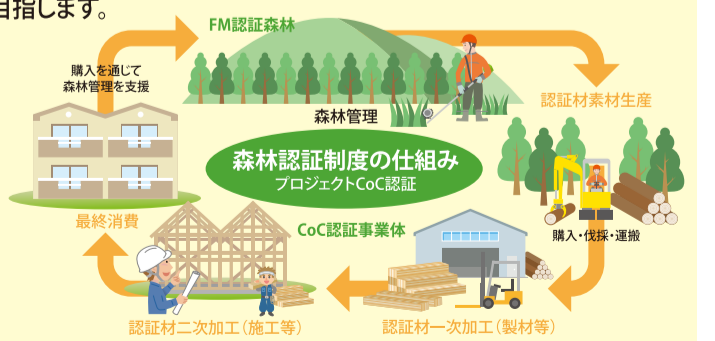 目指します。
FM認証森林
購入を通じて
森林管理を支援
森林管理
認証材素材生産
森林認証制度の仕組み
プロジェクトCoC認証
最終消費
CoC認証事業体
購入・伐採・運搬
認証材二次加工（施工等）
認証材一次加工（製材等）